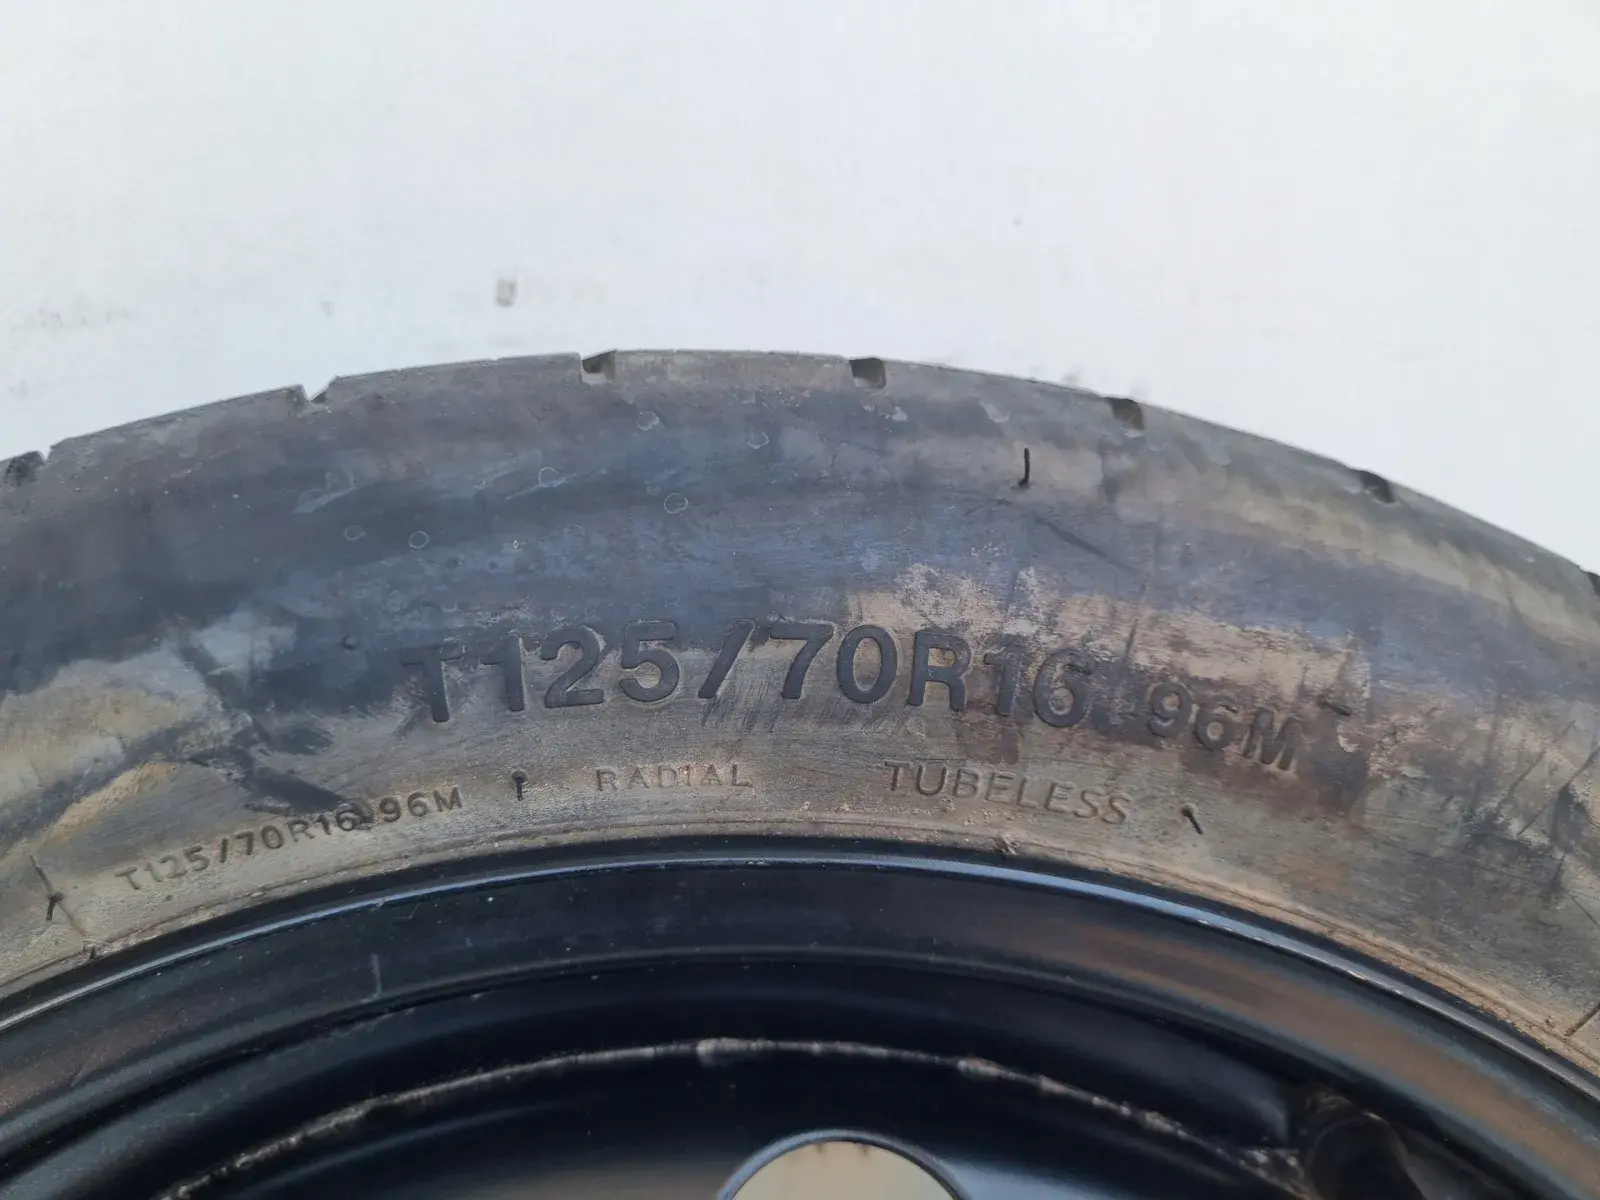 T125/70R16 96M
T125/70R16 96M RADIAL TUBELESS